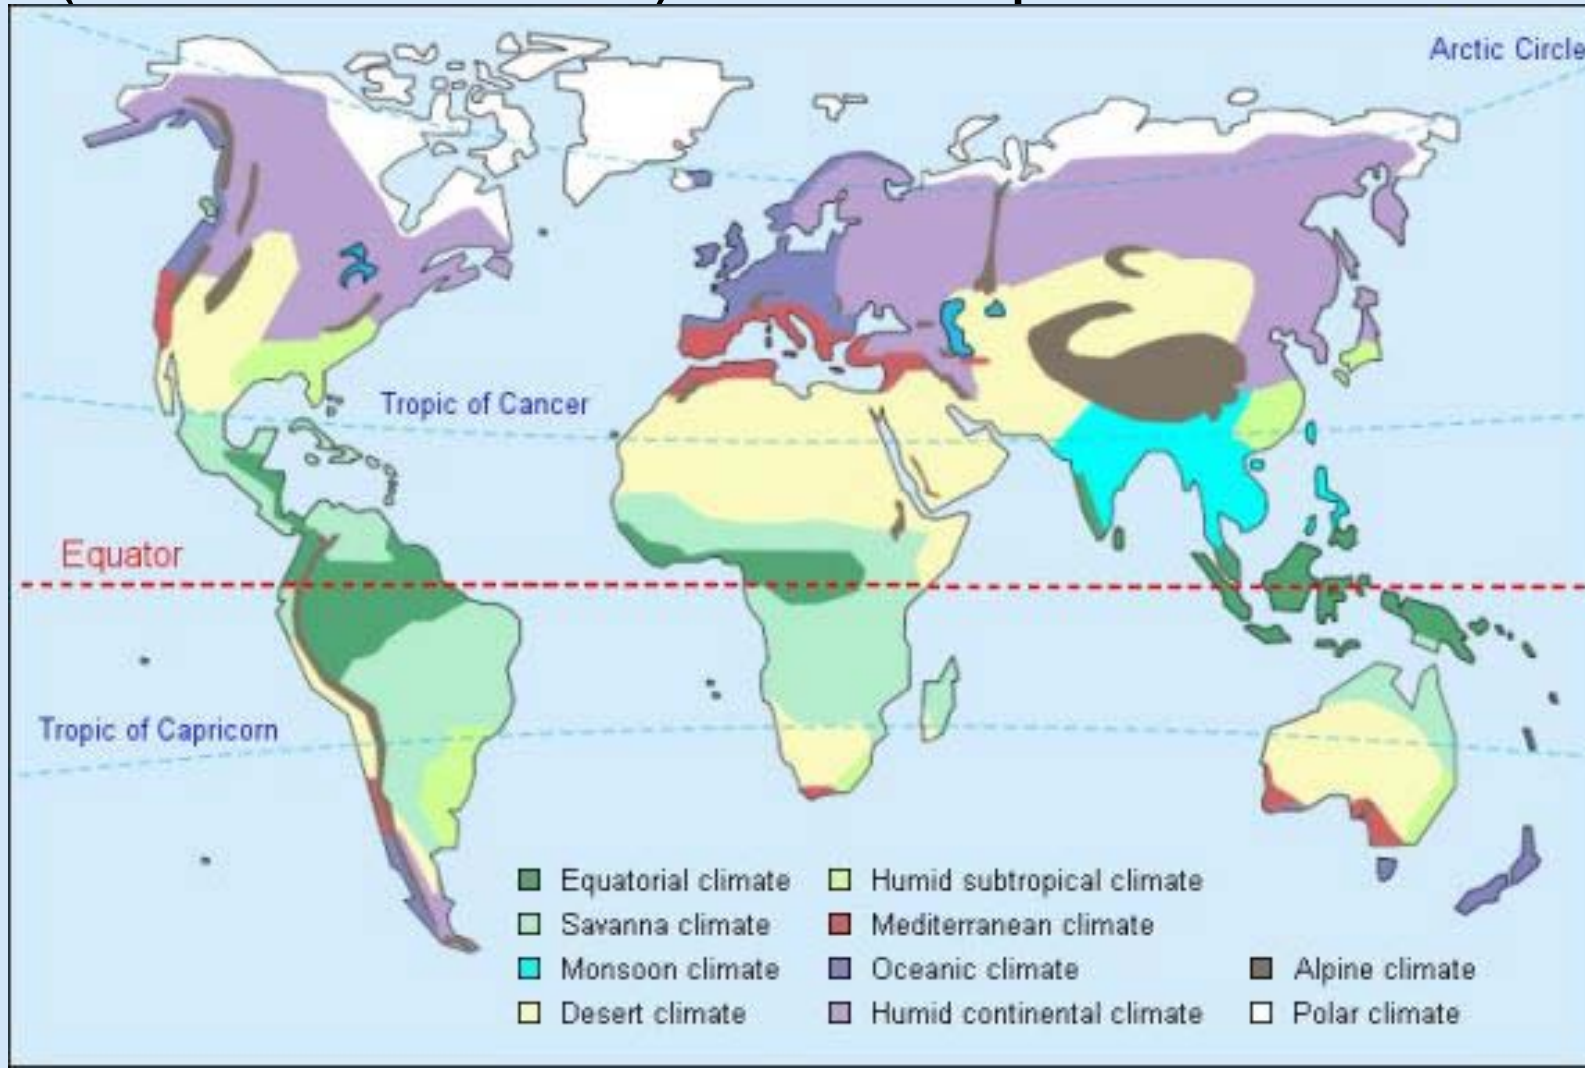 Arctic Circle
Tropic of Cancer
Equator
Tropic of Capricorn
Equatorial climate
Savanna climate
Monsoon climate
Desert climate
Humid subtropical climate
Mediterranean climate
Oceanic climate
Humid continental climate
Alpine climate
Polar climate